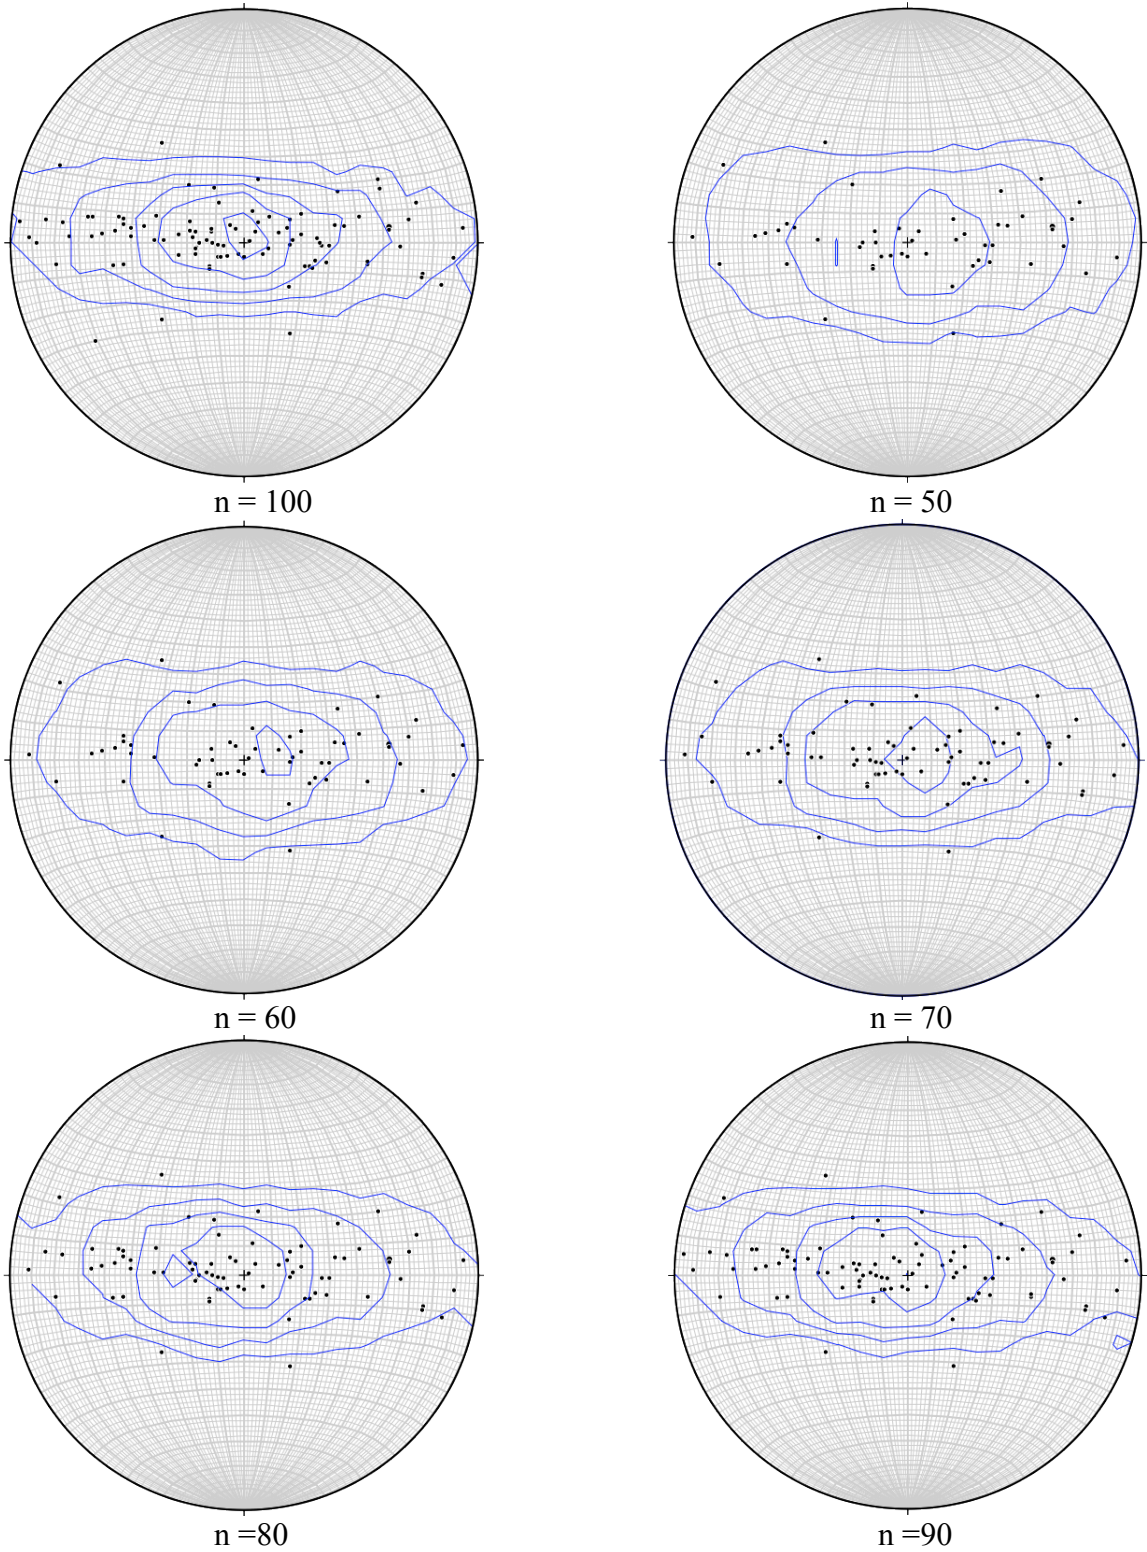 n = 100
n = 50
n = 60
n = 70
n =80
n =90